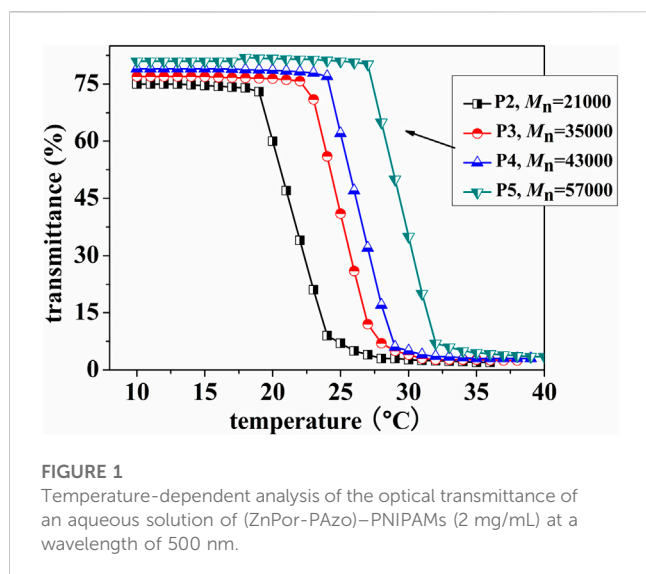 75
60
45
30
15
0
transmittance (%)
10 15 20 25 30 35 40
temperature (°C)
P2, Mn=21000
P3, Mn=35000
P4, Mn=43000
P5, Mn=57000
FIGURE 1
Temperature-dependent analysis of the optical transmittance of
an aqueous solution of (ZnPor-PAzo)–PNIPAMs (2 mg/mL) at a
wavelength of 500 nm.